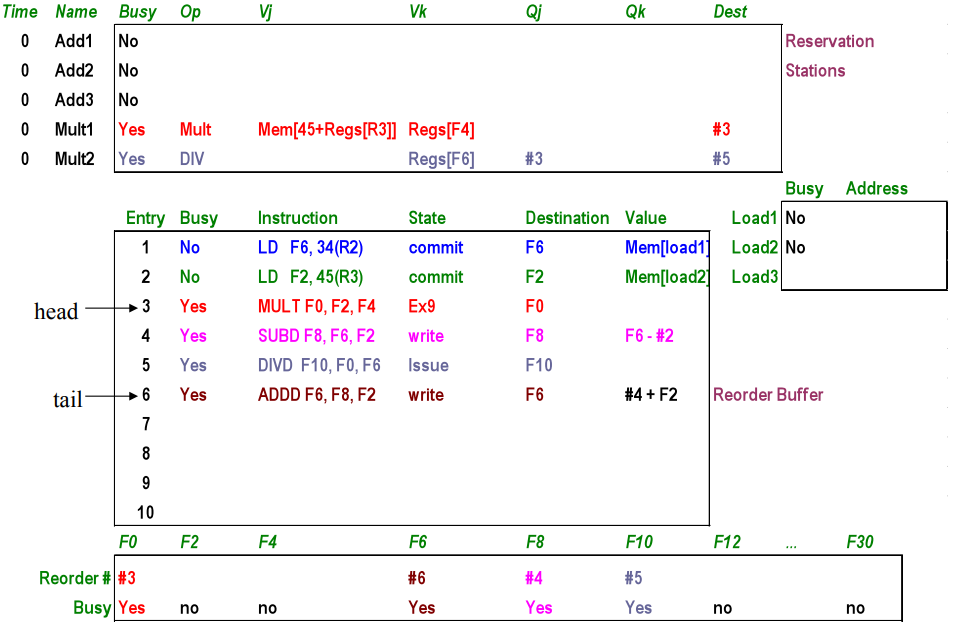 Time Name Busy Op Vj Vk Qj Qk Dest
0 Add1 No Reservation
0 Add2 No Stations
0 Add3 No
0 Mult1 Yes Mult Mem[45+Regs[R3]] Regs[F4] #3
0 Mult2 Yes DIV Regs[F6] #3 #5
Busy Address
Entry Busy Instruction State Destination Value Load1 No
1 No LD F6, 34(R2) commit F6 Mem[load1] Load2 No
2 No LD F2, 45(R3) commit F2 Mem[load2] Load3
head 3 Yes MULT F0, F2, F4 Ex9 F0
4 Yes SUBD F8, F6, F2 write F8 F6 - #2
5 Yes DIVD F10, F0, F6 Issue F10
tail 6 Yes ADDD F6, F8, F2 write F6 #4 + F2 Reorder Buffer
7
8
9
10
F0 F2 F4 F6 F8 F10 F12 ... F30
Reorder # #3 #6 #4 #5
Busy Yes no no Yes Yes Yes no no